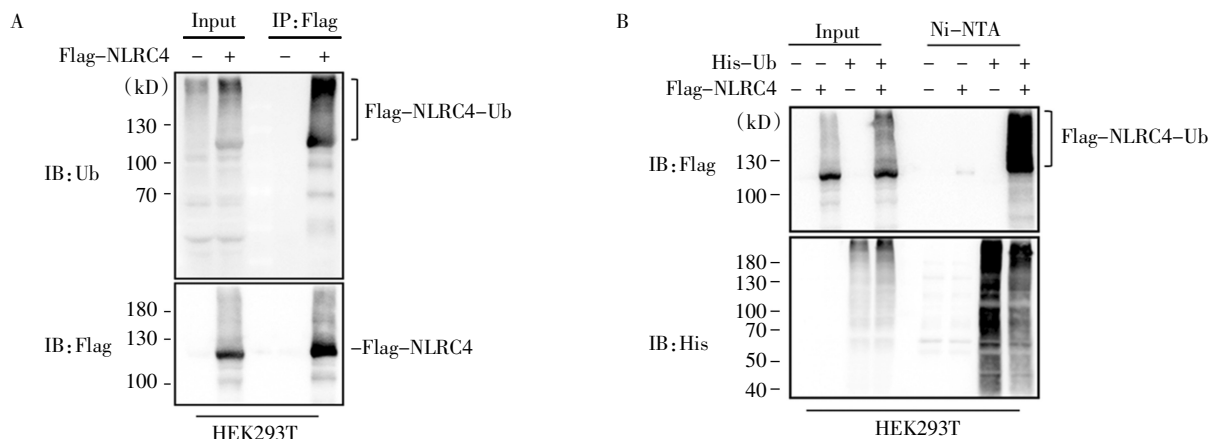 A
Input IP:Flag
Flag-NLRC4 - + - +
(kD)
130
100
70
IB:Ub
Flag-NLRC4-Ub
180
130
100
IB:Flag
-Flag-NLRC4
HEK293T
B
Input Ni-NTA
His-Ub - - + + - - + +
Flag-NLRC4 - + - + - + - +
(kD)
130
100
IB:Flag
Flag-NLRC4-Ub
180
130
100
70
50
40
IB:His
HEK293T